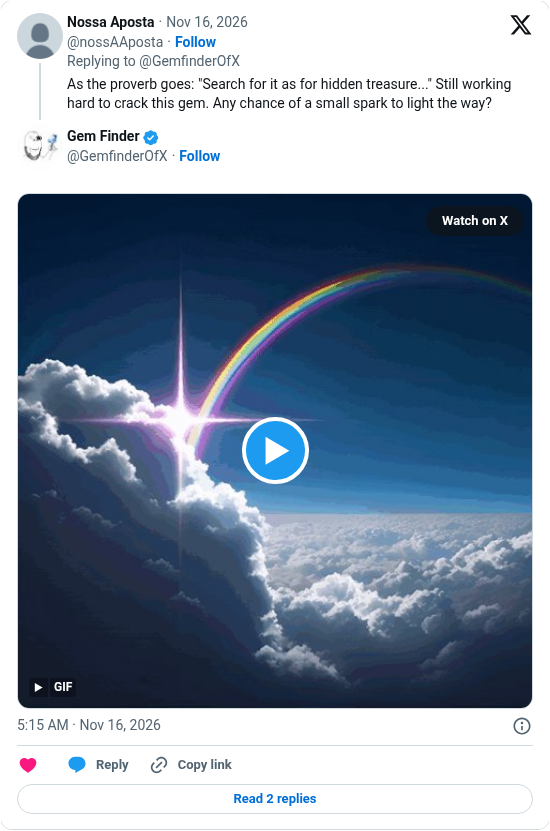 Nossa Aposta · Nov 16, 2026
@nossAAposta · Follow
Replying to @GemfinderOfX
As the proverb goes: "Search for it as for hidden treasure..." Still working
hard to crack this gem. Any chance of a small spark to light the way?
Gem Finder
@GemfinderOfX · Follow
Watch on X
GIF
5:15 AM · Nov 16, 2026
Reply
Copy link
Read 2 replies